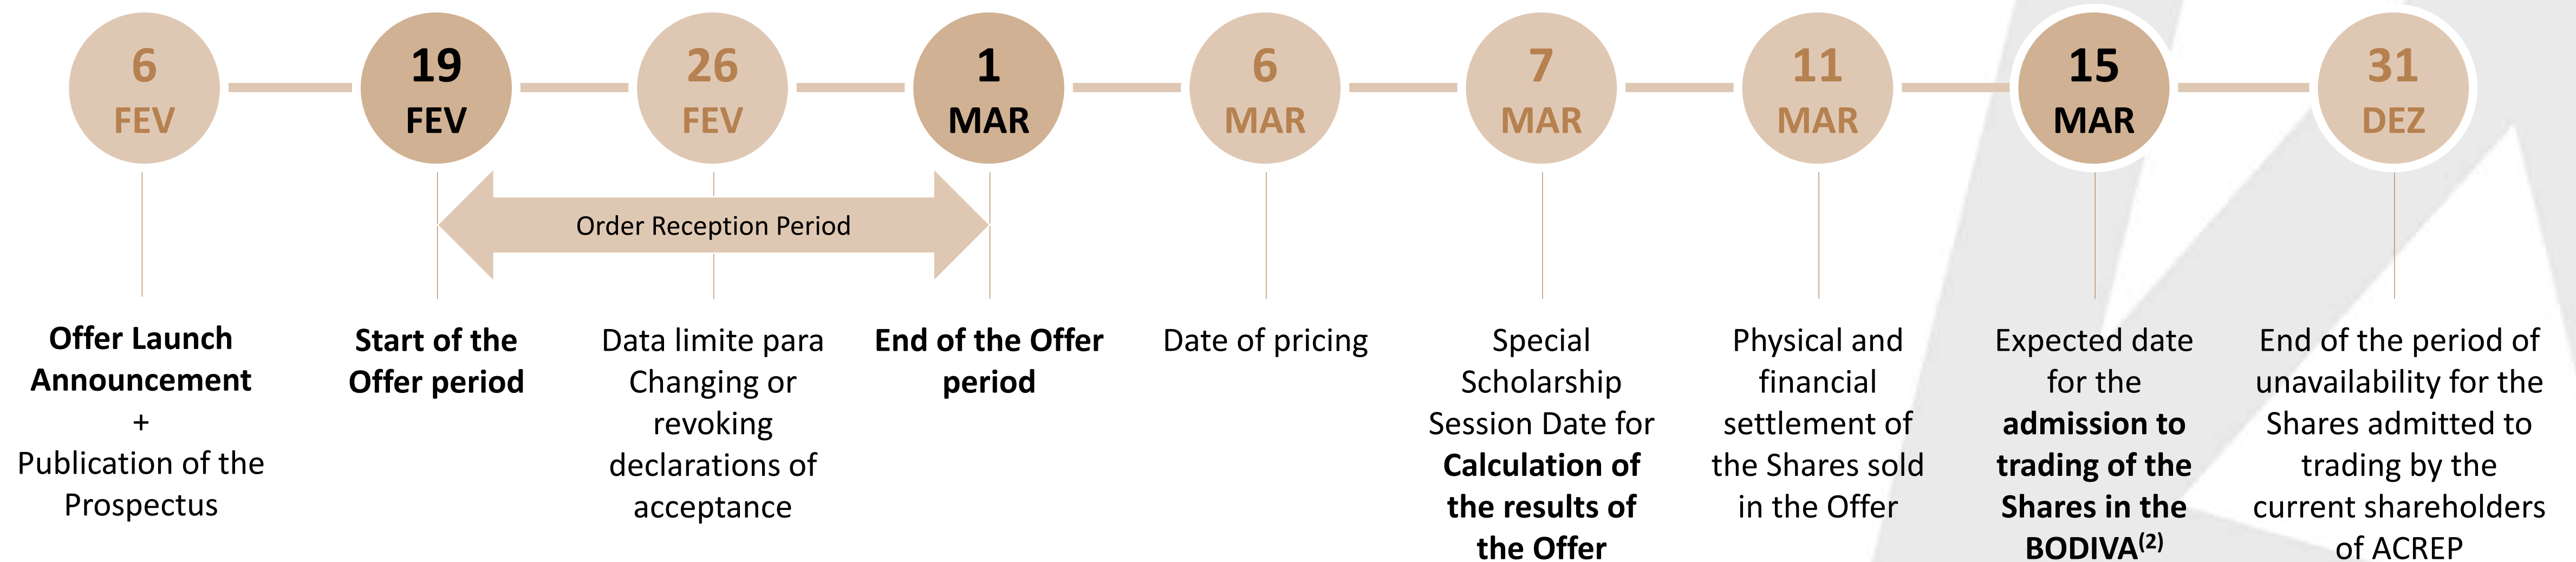 6
FEV
19
FEV
26
FEV
1
MAR
6
MAR
7
MAR
11
MAR
15
MAR
31
DEZ
Order Reception Period
Offer Launch
Announcement
+
Publication of the
Prospectus
Start of the
Offer period
Data limite para
Changing or
revoking
declarations of
acceptance
End of the Offer
period
Date of pricing
Special
Scholarship
Session Date for
Calculation of
the results of
the Offer
Physical and
financial
settlement of
the Shares sold
in the Offer
Expected date
for the
admission to
trading of the
Shares in the
BODIVA(2)
End of the period of
unavailability for the
Shares admitted to
trading by the
current shareholders
of ACREP